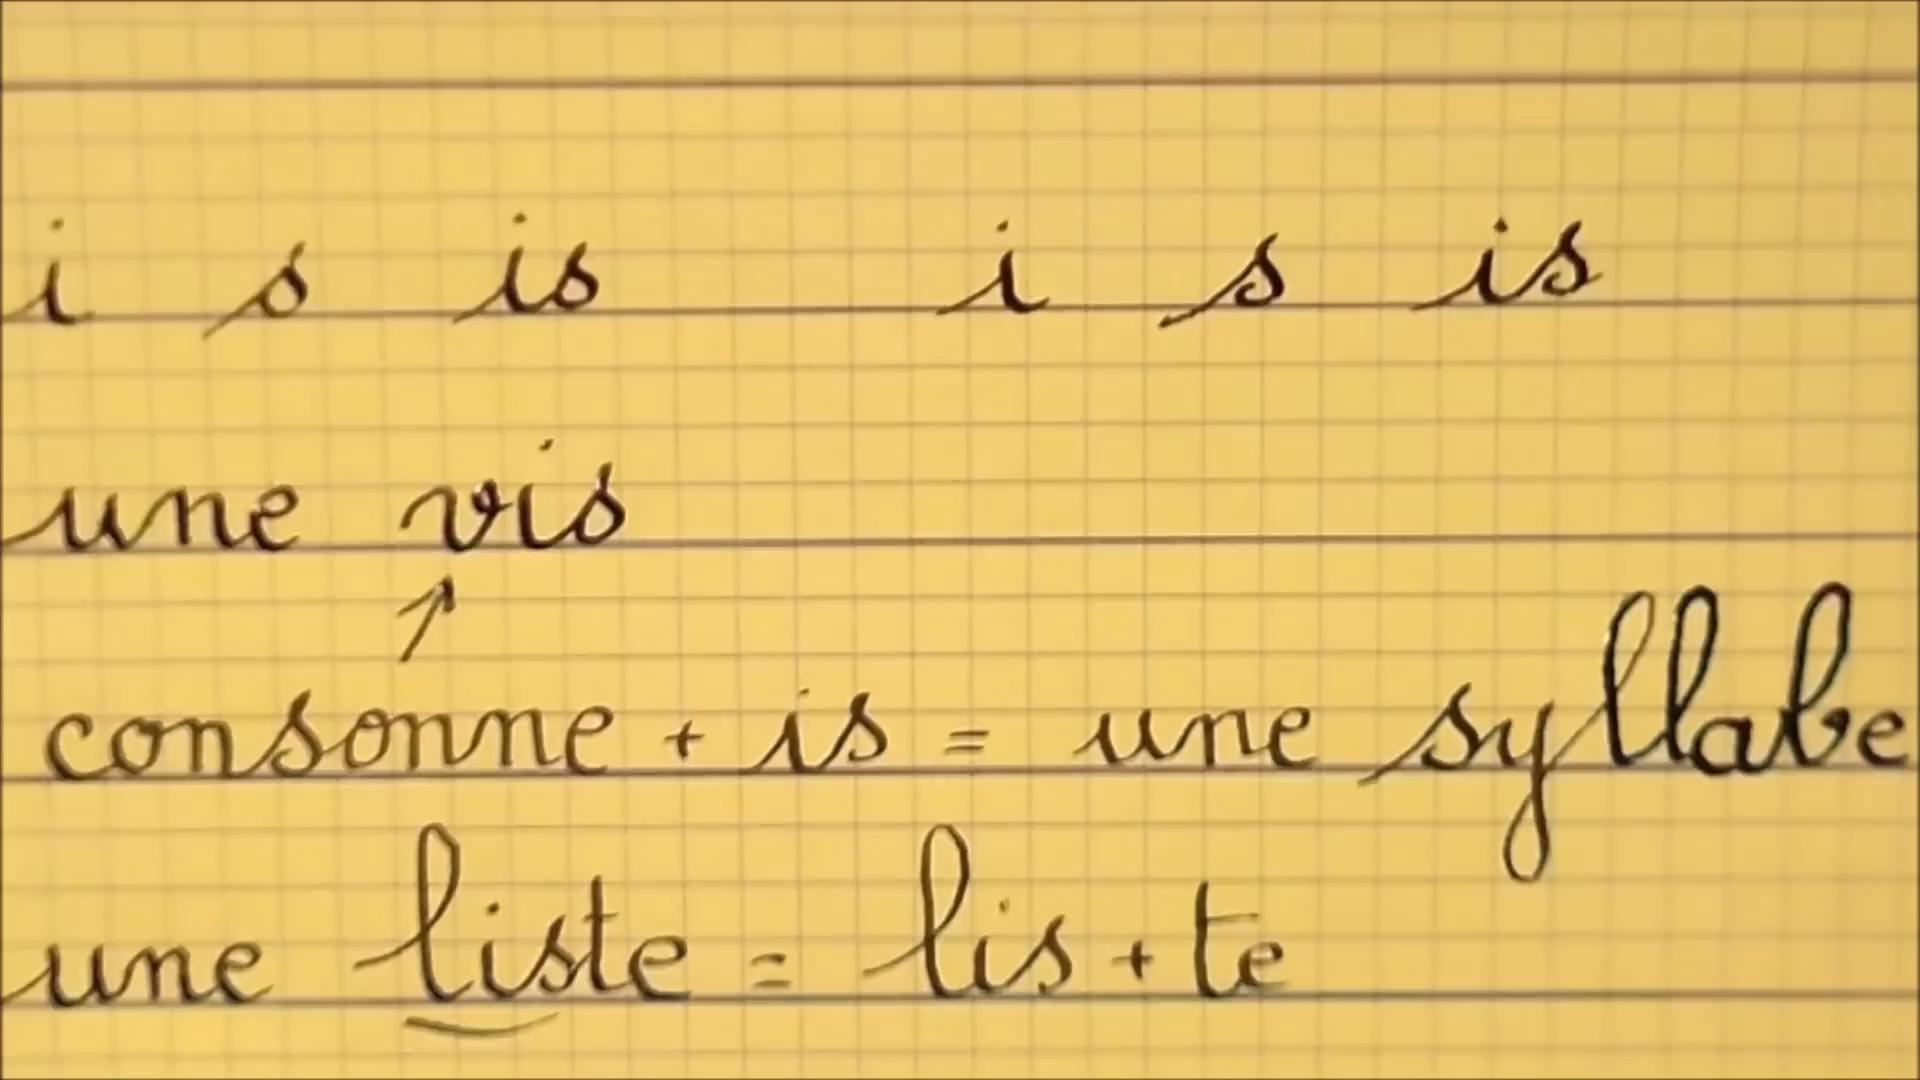 i s is i s is
une vis
consonne + is = une syllabe
une liste = lis + te